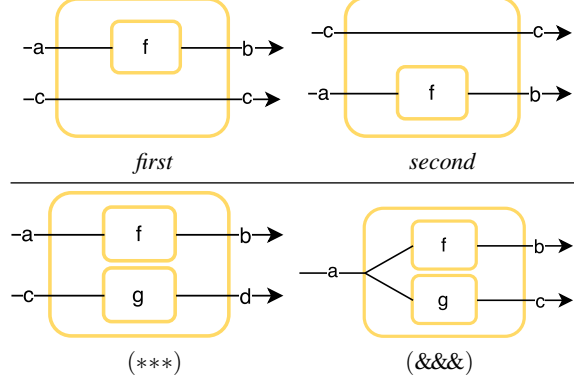 a f b
c c
first
c c
a f b
second
a f b
c g d
(***)
f b
a
g c
(&&&)